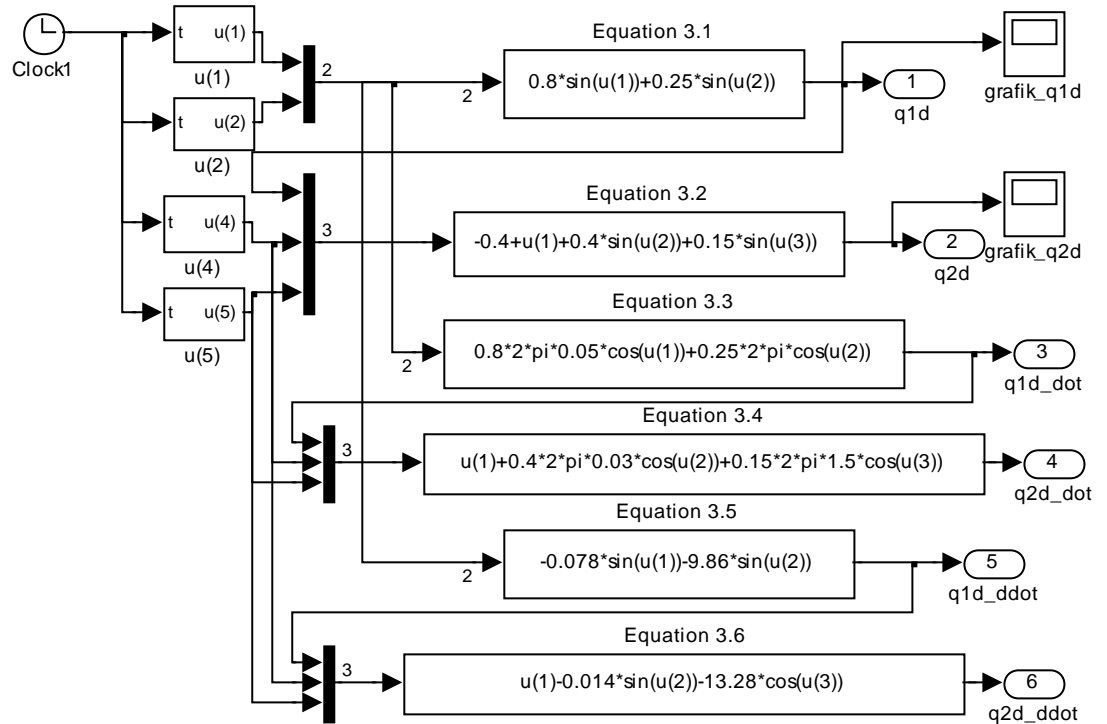 Clock1
t u(1)
u(1)
t u(2)
u(2)
t u(4)
u(4)
t u(5)
u(5)
2
2
Equation 3.1
0.8*sin(u(1))+0.25*sin(u(2))
1
q1d
grafik_q1d
3
Equation 3.2
-0.4+u(1)+0.4*sin(u(2))+0.15*sin(u(3))
2
q2d
grafik_q2d
2
Equation 3.3
0.8*2*pi*0.05*cos(u(1))+0.25*2*pi*cos(u(2))
3
q1d_dot
3
Equation 3.4
u(1)+0.4*2*pi*0.03*cos(u(2))+0.15*2*pi*1.5*cos(u(3))
4
q2d_dot
2
Equation 3.5
-0.078*sin(u(1))-9.86*sin(u(2))
5
q1d_ddot
3
Equation 3.6
u(1)-0.014*sin(u(2))-13.28*cos(u(3))
6
q2d_ddot